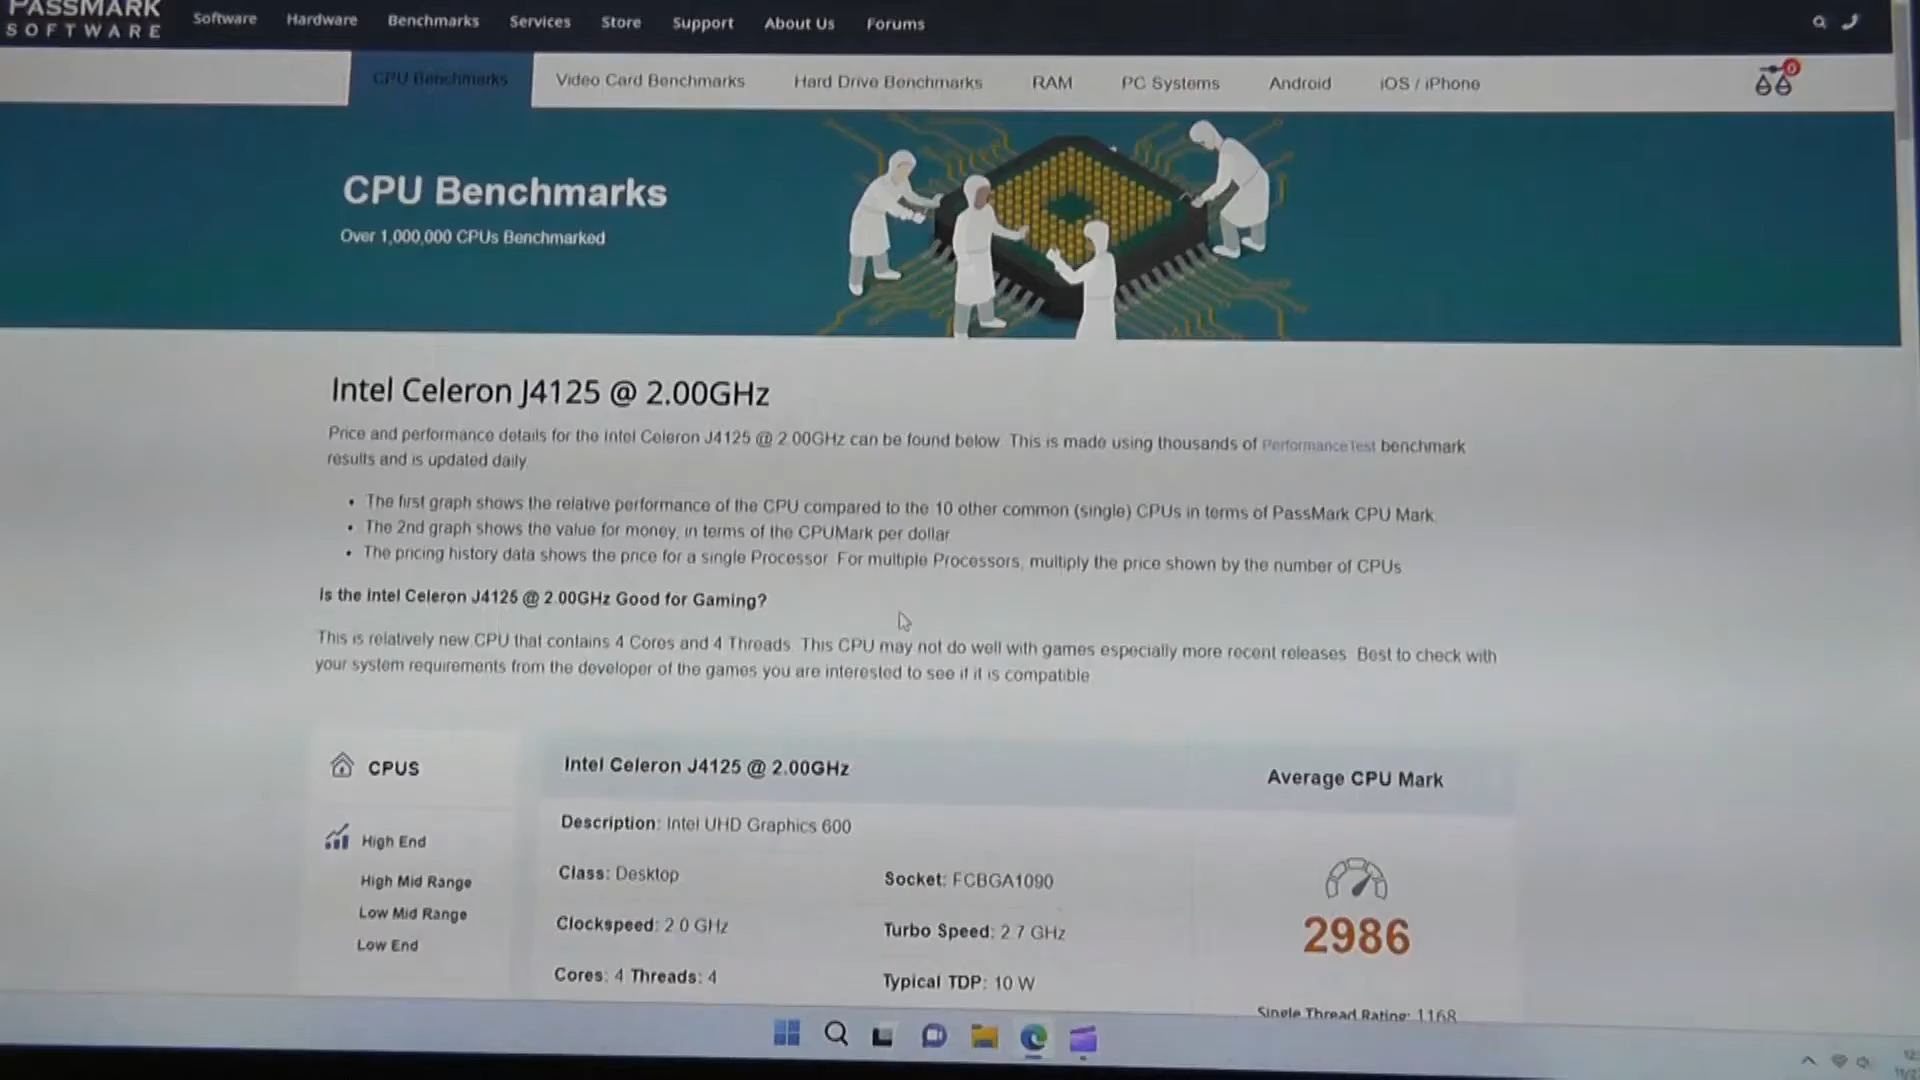 PASSMARK
SOFTWARE
Software Hardware Benchmarks Services Store Support About Us Forums
CPU Benchmarks Video Card Benchmarks Hard Drive Benchmarks RAM PC Systems Android iOS / iPhone
0
CPU Benchmarks
Over 1,000,000 CPUs Benchmarked
Intel Celeron J4125 @ 2.00GHz
Price and performance details for the Intel Celeron J4125 @ 2.00GHz can be found below. This is made using thousands of PerformanceTest benchmark
results and is updated daily.
• The first graph shows the relative performance of the CPU compared to the 10 other common (single) CPUs in terms of PassMark CPU Mark.
• The 2nd graph shows the value for money, in terms of the CPUMark per dollar.
• The pricing history data shows the price for a single Processor. For multiple Processors, multiply the price shown by the number of CPUs.
Is the Intel Celeron J4125 @ 2.00GHz Good for Gaming?
This is relatively new CPU that contains 4 Cores and 4 Threads. This CPU may not do well with games especially more recent releases. Best to check with
your system requirements from the developer of the games you are interested to see if it is compatible.
CPUS
High End
High Mid Range
Low Mid Range
Low End
Intel Celeron J4125 @ 2.00GHz
Description: Intel UHD Graphics 600
Class: Desktop
Socket: FCBGA1090
Clockspeed: 2.0 GHz
Turbo Speed: 2.7 GHz
Cores: 4 Threads: 4
Typical TDP: 10 W
Average CPU Mark
2986
Single Thread Rating: 1168